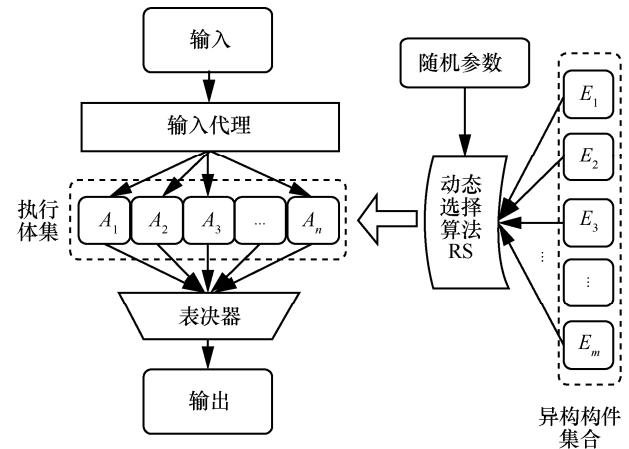 输入
输入代理
执行
体集
A1
A2
A3
...
An
表决器
输出
随机参数
动态
选择
算法
RS
E1
E2
E3
⋮
⋮
Em
异构构件
集合